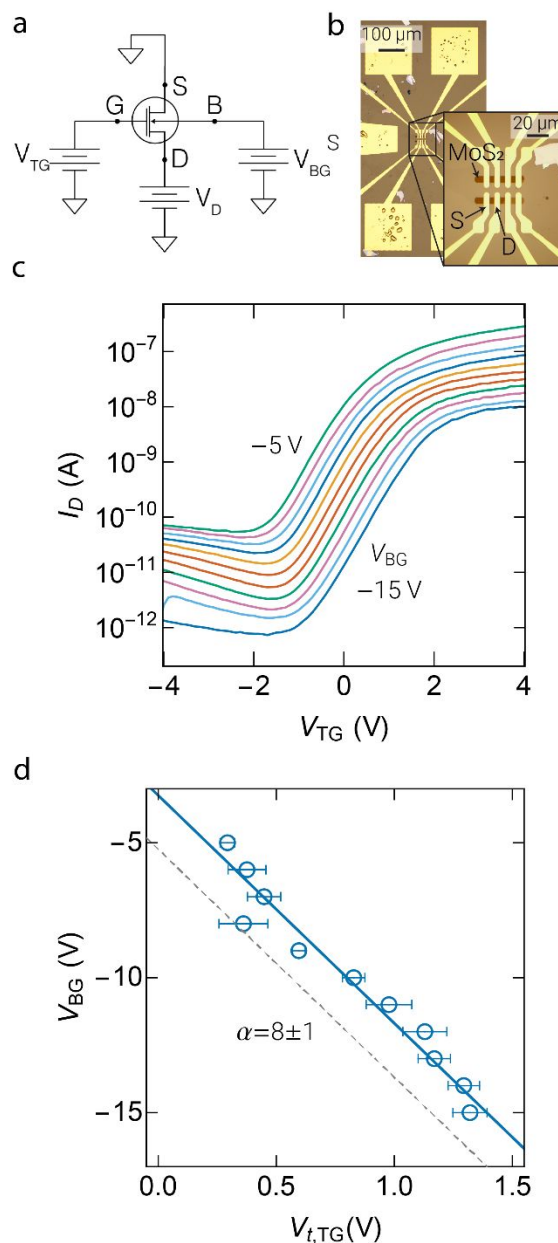 a
S
G
B
D
V_TG
V_D
V_BG
b
100 µm
20 µm
MoS₂
S
S
D
c
10⁻⁷
10⁻⁸
10⁻⁹
10⁻¹⁰
10⁻¹¹
10⁻¹²
I_D (A)
−5 V
V_BG
−15 V
−4
−2
0
2
4
V_TG (V)
d
−5
−10
−15
V_BG (V)
α=8±1
0.0
0.5
1.0
1.5
V_t,TG(V)